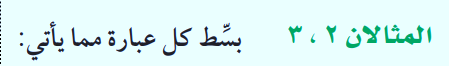 المثالان ٢ ، ٣ بسِّط كل عبارة مما يأتي: